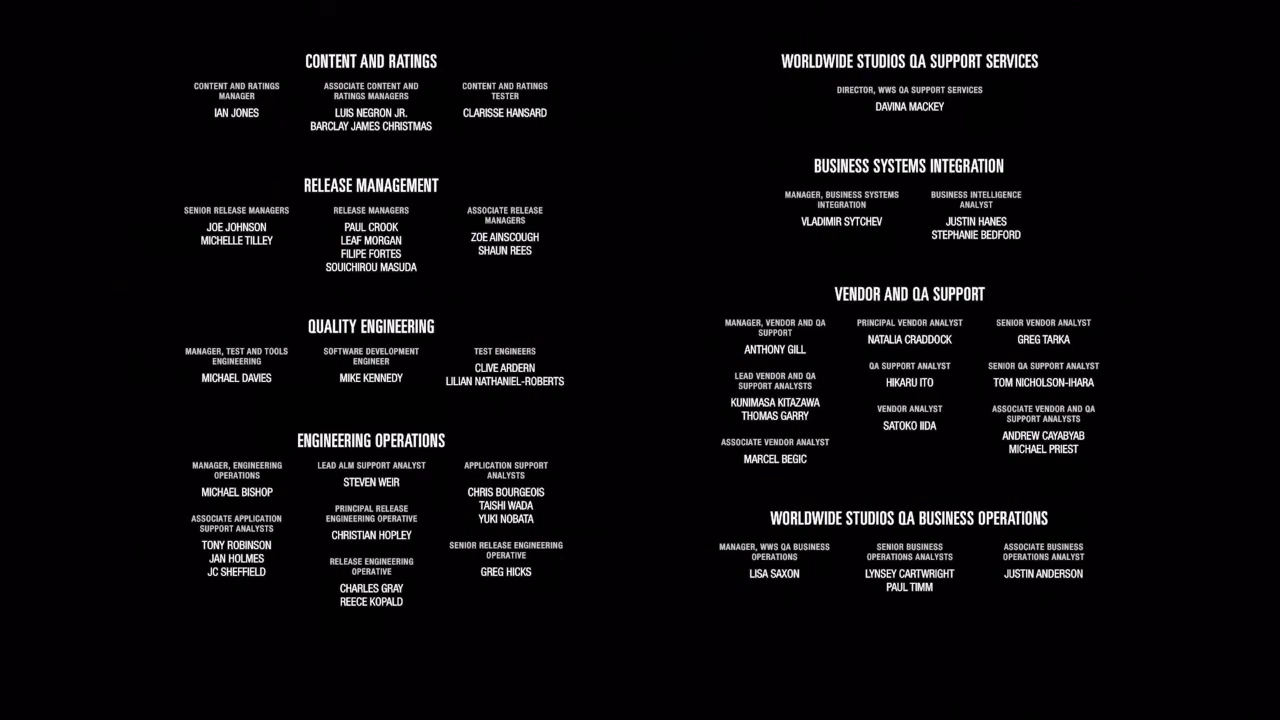 CONTENT AND RATINGS
CONTENT AND RATINGS
MANAGER
IAN JONES
ASSOCIATE CONTENT AND
RATINGS MANAGERS
LUIS NEGRON JR.
BARCLAY JAMES CHRISTMAS
CONTENT AND RATINGS
TESTER
CLARISSE HANSARD
RELEASE MANAGEMENT
SENIOR RELEASE MANAGERS
JOE JOHNSON
MICHELLE TILLEY
RELEASE MANAGERS
PAUL CROOK
LEAF MORGAN
FILIPE FORTES
SOUICHIROU MASUDA
ASSOCIATE RELEASE
MANAGERS
ZOE AINSCOUGH
SHAUN REES
QUALITY ENGINEERING
MANAGER, TEST AND TOOLS
ENGINEERING
MICHAEL DAVIES
SOFTWARE DEVELOPMENT
ENGINEER
MIKE KENNEDY
TEST ENGINEERS
CLIVE ARDERN
LILIAN NATHANIEL-ROBERTS
ENGINEERING OPERATIONS
MANAGER, ENGINEERING
OPERATIONS
MICHAEL BISHOP
ASSOCIATE APPLICATION
SUPPORT ANALYSTS
TONY ROBINSON
JAN HOLMES
JC SHEFFIELD
LEAD ALM SUPPORT ANALYST
STEVEN WEIR
PRINCIPAL RELEASE
ENGINEERING OPERATIVE
CHRISTIAN HOPLEY
RELEASE ENGINEERING
OPERATIVE
CHARLES GRAY
REECE KOPALD
APPLICATION SUPPORT
ANALYSTS
CHRIS BOURGEOIS
TAISHI WADA
YUKI NOBATA
SENIOR RELEASE ENGINEERING
OPERATIVE
GREG HICKS
WORLDWIDE STUDIOS QA SUPPORT SERVICES
DIRECTOR, WWS QA SUPPORT SERVICES
DAVINA MACKEY
BUSINESS SYSTEMS INTEGRATION
MANAGER, BUSINESS SYSTEMS
INTEGRATION
VLADIMIR SYTCHEV
BUSINESS INTELLIGENCE
ANALYST
JUSTIN HANES
STEPHANIE BEDFORD
VENDOR AND QA SUPPORT
MANAGER, VENDOR AND QA
SUPPORT
ANTHONY GILL
LEAD VENDOR AND QA
SUPPORT ANALYSTS
KUNIMASA KITAZAWA
THOMAS GARRY
ASSOCIATE VENDOR ANALYST
MARCEL BEGIC
PRINCIPAL VENDOR ANALYST
NATALIA CRADDOCK
QA SUPPORT ANALYST
HIKARU ITO
VENDOR ANALYST
SATOKO IIDA
SENIOR VENDOR ANALYST
GREG TARKA
SENIOR QA SUPPORT ANALYST
TOM NICHOLSON-IHARA
ASSOCIATE VENDOR AND QA
SUPPORT ANALYSTS
ANDREW CAYABYAB
MICHAEL PRIEST
WORLDWIDE STUDIOS QA BUSINESS OPERATIONS
MANAGER, WWS QA BUSINESS
OPERATIONS
LISA SAXON
SENIOR BUSINESS
OPERATIONS ANALYSTS
LYNSEY CARTWRIGHT
PAUL TIMM
ASSOCIATE BUSINESS
OPERATIONS ANALYST
JUSTIN ANDERSON